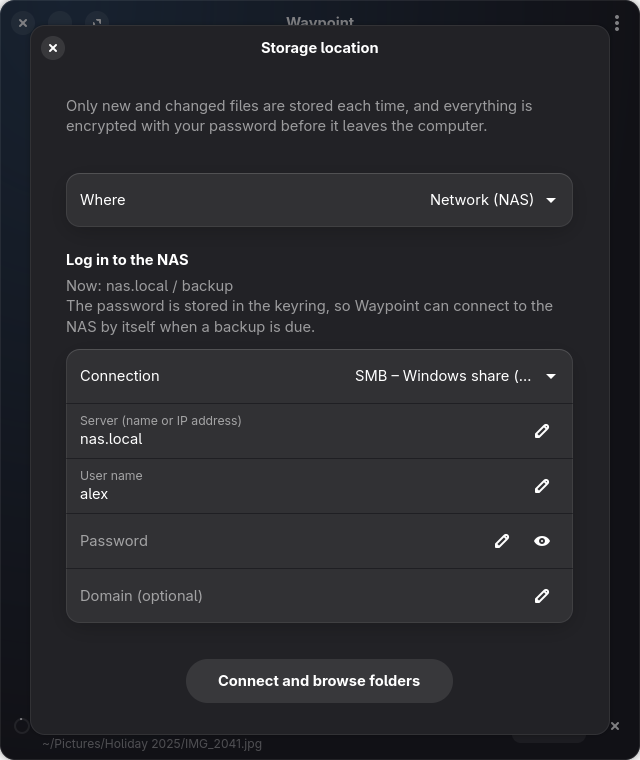 Waypoint
Storage location
Only new and changed files are stored each time, and everything is
encrypted with your password before it leaves the computer.
Where
Network (NAS)
Log in to the NAS
Now: nas.local / backup
The password is stored in the keyring, so Waypoint can connect to the
NAS by itself when a backup is due.
Connection
SMB – Windows share (...
Server (name or IP address)
nas.local
User name
alex
Password
Domain (optional)
Connect and browse folders
~/Pictures/Holiday 2025/IMG_2041.jpg